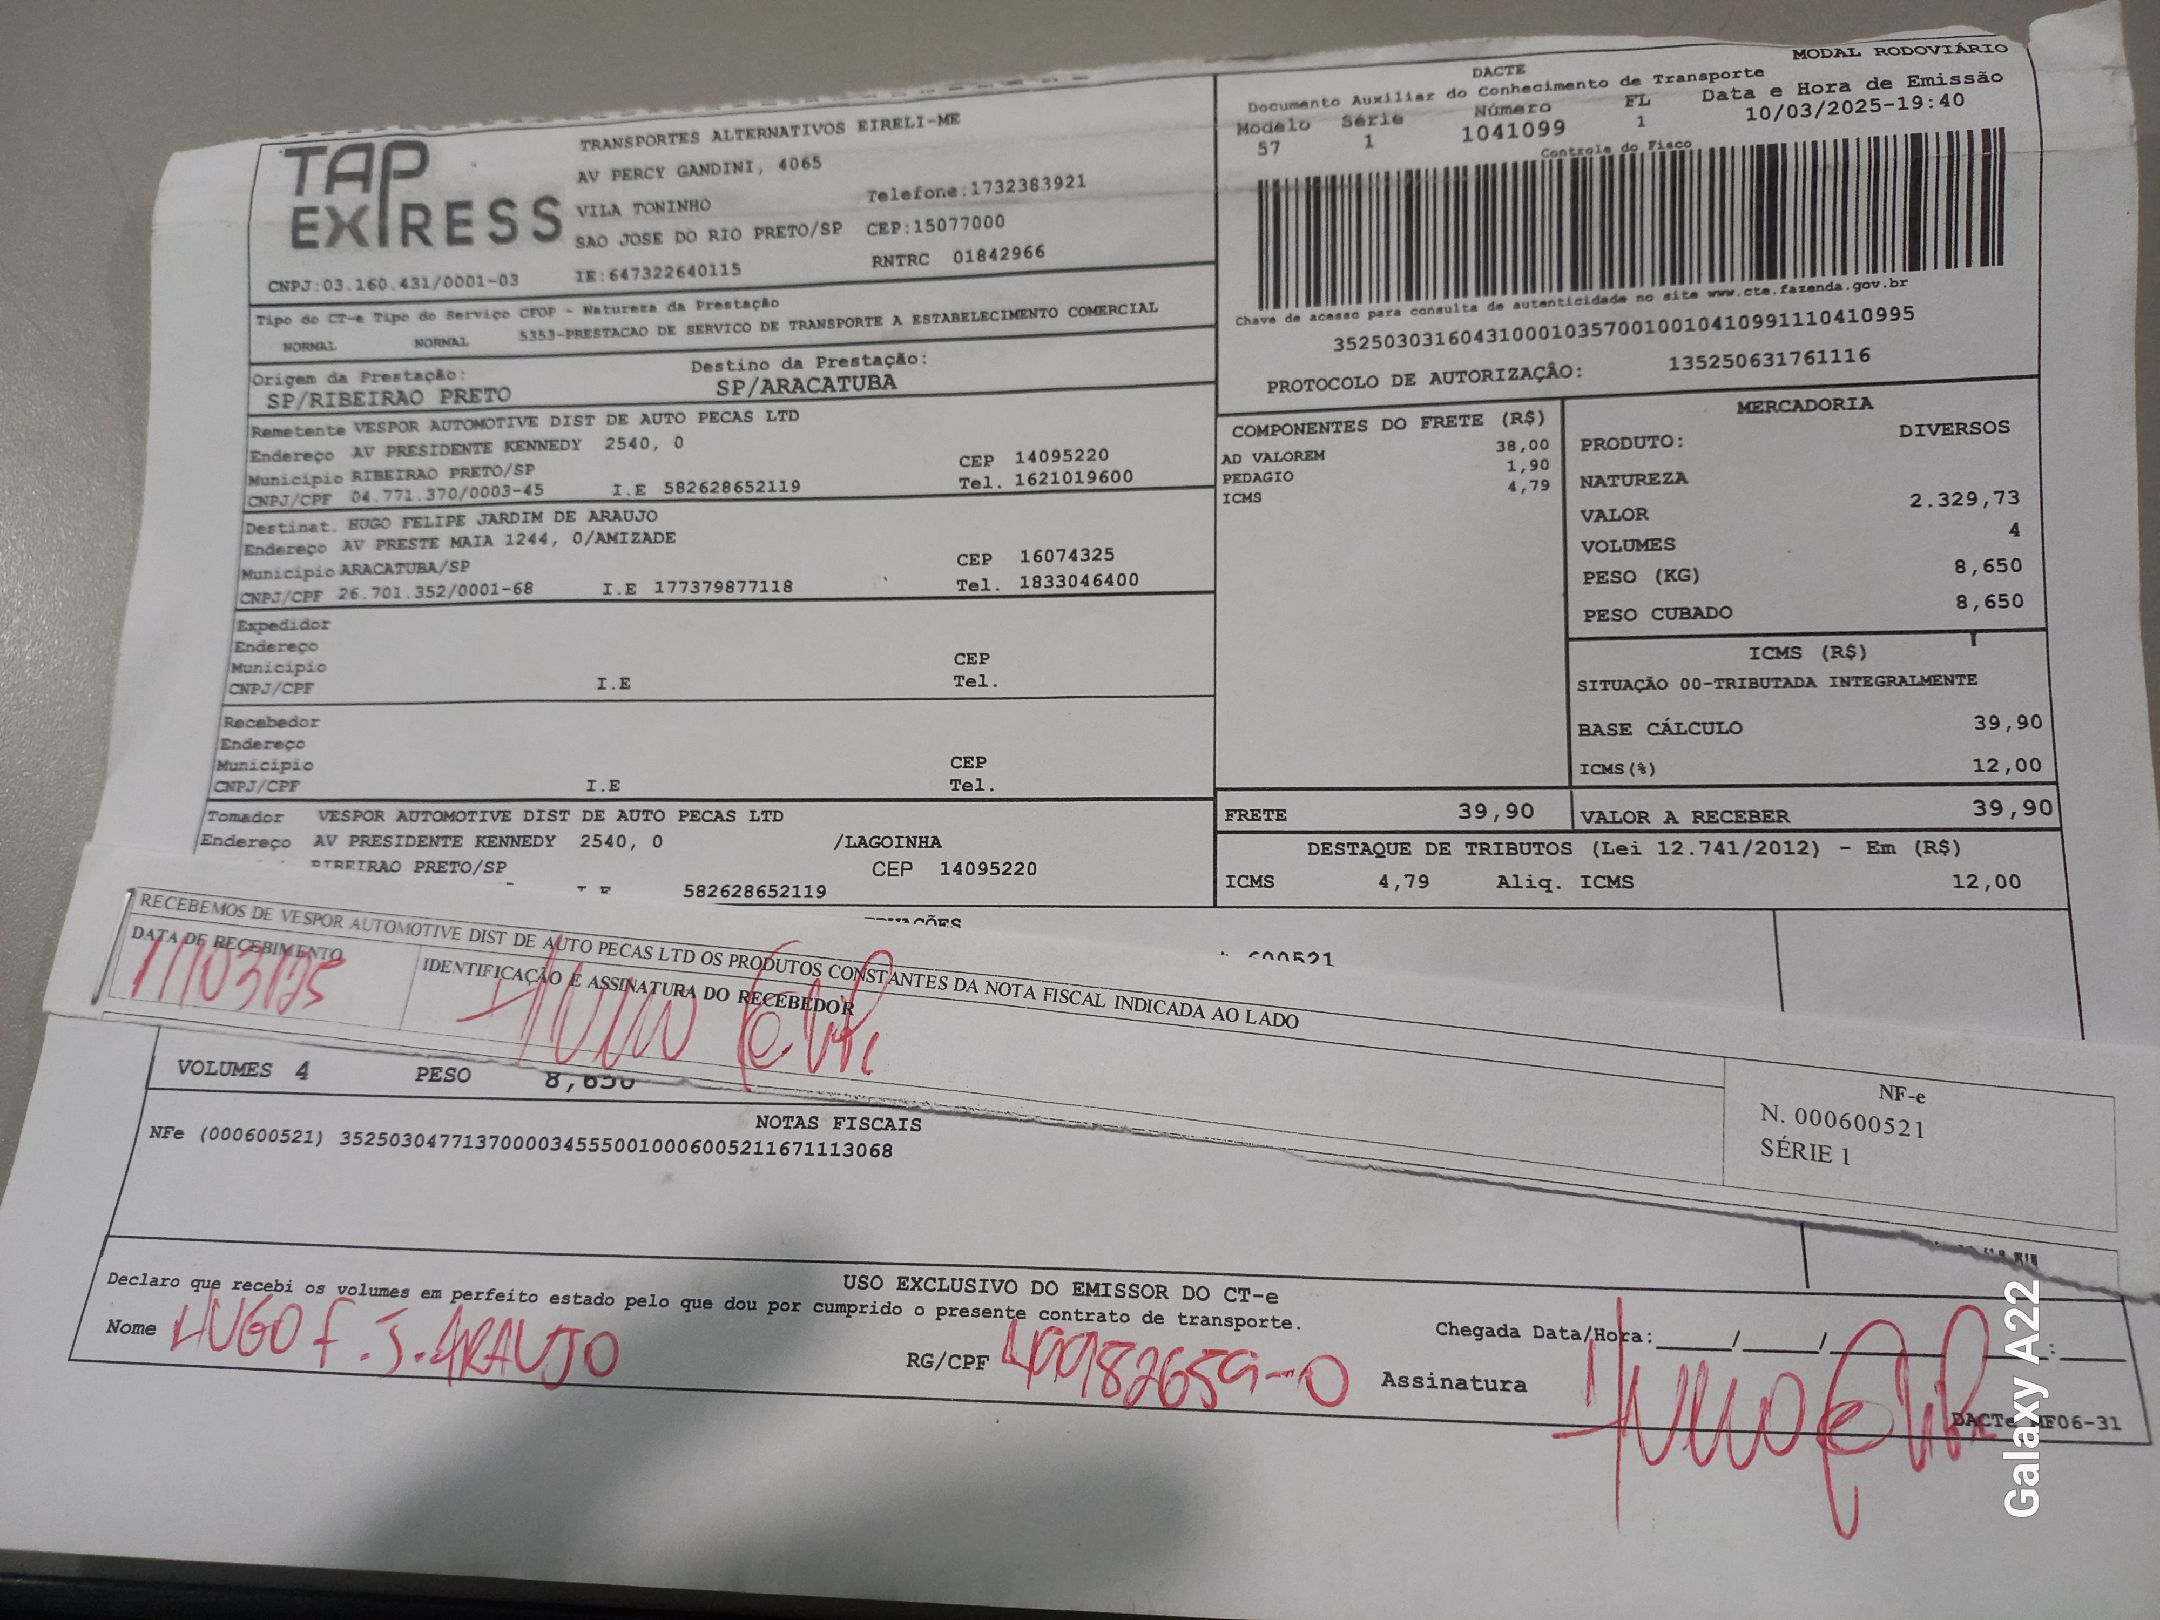 TAP EXPRESS
TRANSPORTES ALTERNATIVOS EIRELI-ME
AV PERCY GANDINI, 4065
VILA TONINHO Telefone:1732383921
SAO JOSE DO RIO PRETO/SP CEP:15077000
CNPJ:03.160.431/0001-03 IE:647322640115 RNTRC 01842966
Tipo do CT-e Tipo do Serviço CFOP - Natureza da Prestação
NORMAL NORMAL 5353-PRESTACAO DE SERVICO DE TRANSPORTE A ESTABELECIMENTO COMERCIAL
Origem da Prestação: Destino da Prestação:
SP/RIBEIRAO PRETO SP/ARACATUBA
Remetente VESPOR AUTOMOTIVE DIST DE AUTO PECAS LTD
Endereço AV PRESIDENTE KENNEDY 2540, 0
Município RIBEIRAO PRETO/SP CEP 14095220
CNPJ/CPF 04.771.370/0003-45 I.E 582628652119 Tel. 1621019600
Destinat. HUGO FELIPE JARDIM DE ARAUJO
Endereço AV PRESTE MAIA 1244, 0/AMIZADE
Município ARACATUBA/SP CEP 16074325
CNPJ/CPF 26.701.352/0001-68 I.E 177379877118 Tel. 1833046400
Expedidor
Endereço
Município CEP
CNPJ/CPF I.E Tel.
Recebedor
Endereço
Município CEP
CNPJ/CPF I.E Tel.
Tomador VESPOR AUTOMOTIVE DIST DE AUTO PECAS LTD
Endereço AV PRESIDENTE KENNEDY 2540, 0 /LAGOINHA
RIBEIRAO PRETO/SP CEP 14095220
I.E 582628652119
MODAL RODOVIÁRIO
DACTE
Documento Auxiliar do Conhecimento de Transporte
Modelo Série Número FL Data e Hora de Emissão
57 1 1041099 1 10/03/2025-19:40
Controle do Fisco
Chave de acesso para consulta de autenticidade no site www.cte.fazenda.gov.br
35250303160431000103570010010410991110410995
PROTOCOLO DE AUTORIZAÇÃO: 135250631761116
COMPONENTES DO FRETE (R$)
AD VALOREM 38,00
PEDAGIO 1,90
ICMS 4,79
MERCADORIA
PRODUTO: DIVERSOS
NATUREZA
VALOR 2.329,73
VOLUMES 4
PESO (KG) 8,650
PESO CUBADO 8,650
ICMS (R$)
SITUAÇÃO 00-TRIBUTADA INTEGRALMENTE
BASE CÁLCULO 39,90
ICMS(%) 12,00
FRETE 39,90 VALOR A RECEBER 39,90
DESTAQUE DE TRIBUTOS (Lei 12.741/2012) - Em (R$)
ICMS 4,79 Aliq. ICMS 12,00
600521
RECEBEMOS DE VESPOR AUTOMOTIVE DIST DE AUTO PECAS LTD OS PRODUTOS CONSTANTES DA NOTA FISCAL INDICADA AO LADO
DATA DE RECEBIMENTO IDENTIFICAÇÃO E ASSINATURA DO RECEBEDOR
11/03/25 Hugo Felipe
NF-e
N. 000600521
SÉRIE 1
VOLUMES 4 PESO 8,650
NOTAS FISCAIS
NFe (000600521) 35250304771370000345550010006005211671113068
USO EXCLUSIVO DO EMISSOR DO CT-e
Declaro que recebi os volumes em perfeito estado pelo que dou por cumprido o presente contrato de transporte.
Nome HUGO F. J. ARAUJO RG/CPF 49982659-0 Chegada Data/Hora:____/____/____ :____
Assinatura Hugo Felipe
DACTe NF06-31
Galaxy A22